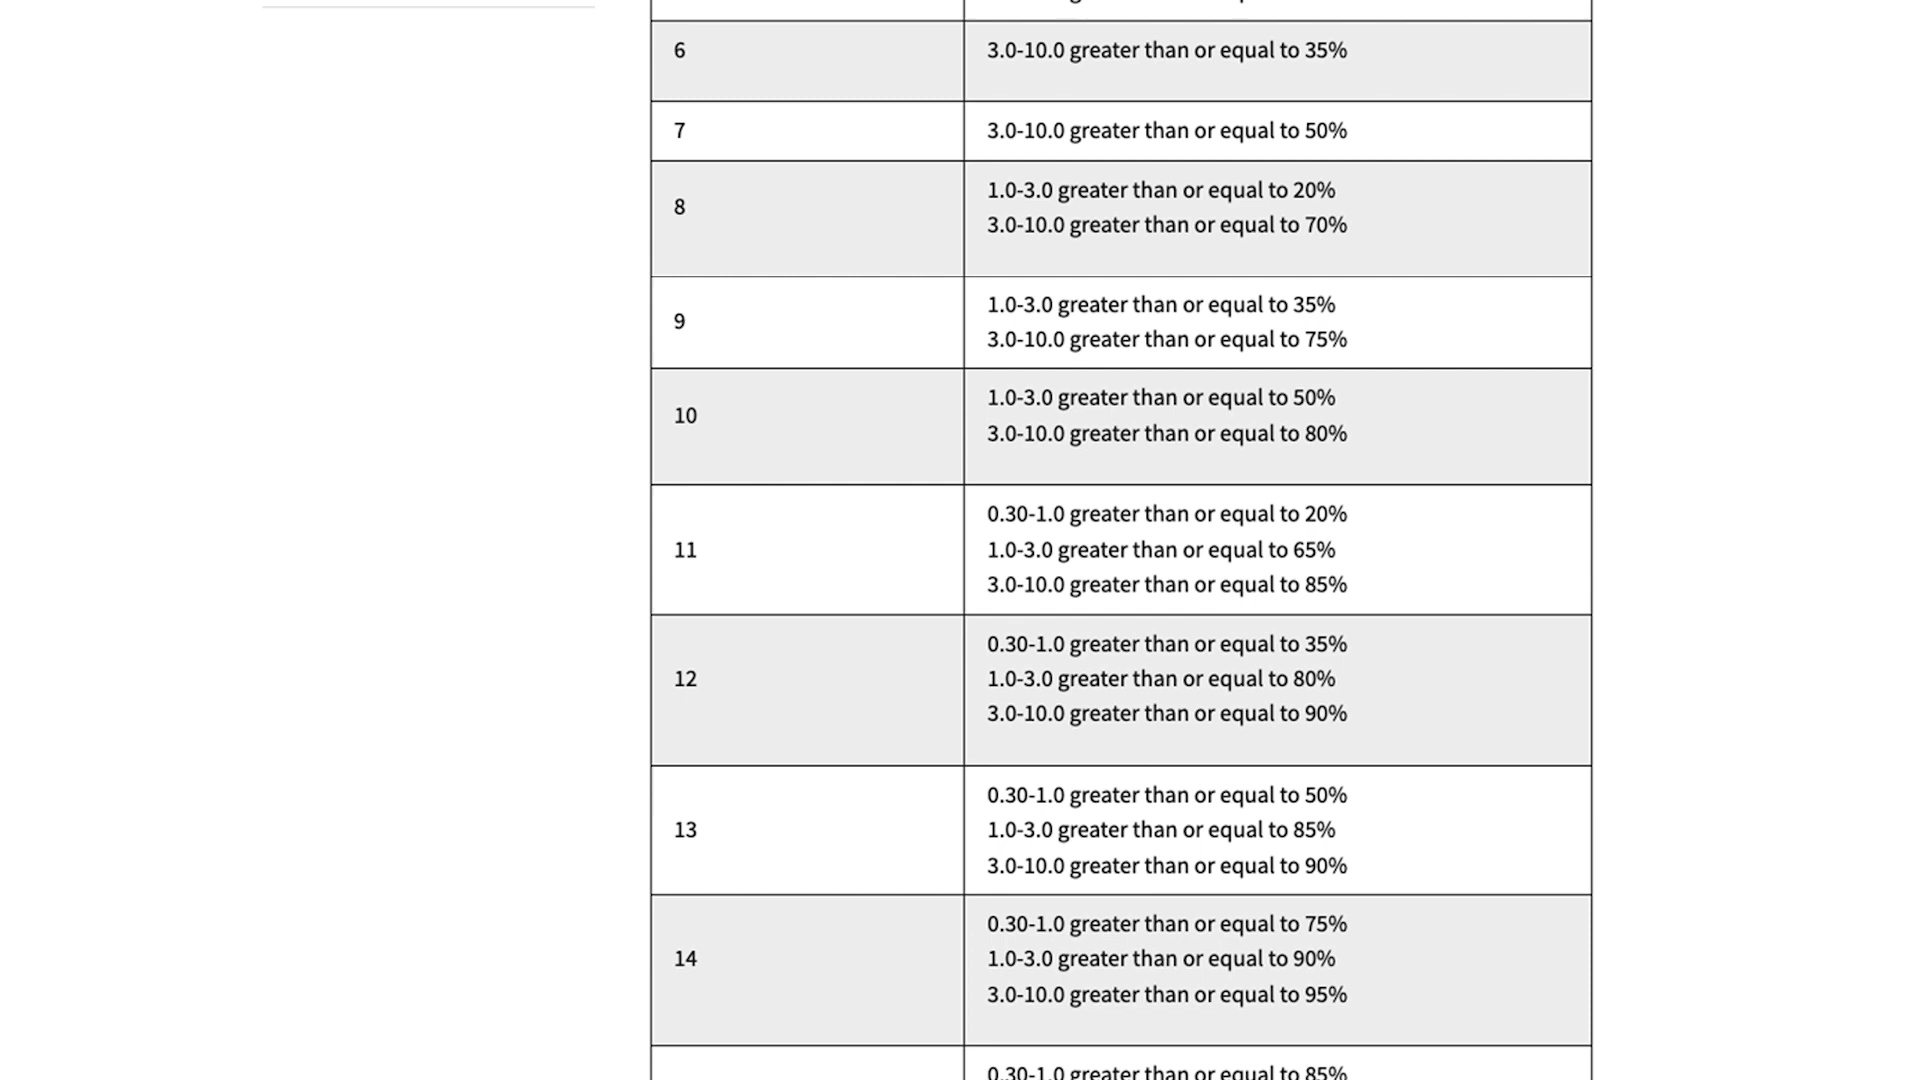 6
3.0-10.0 greater than or equal to 35%
7
3.0-10.0 greater than or equal to 50%
8
1.0-3.0 greater than or equal to 20%
3.0-10.0 greater than or equal to 70%
9
1.0-3.0 greater than or equal to 35%
3.0-10.0 greater than or equal to 75%
10
1.0-3.0 greater than or equal to 50%
3.0-10.0 greater than or equal to 80%
11
0.30-1.0 greater than or equal to 20%
1.0-3.0 greater than or equal to 65%
3.0-10.0 greater than or equal to 85%
12
0.30-1.0 greater than or equal to 35%
1.0-3.0 greater than or equal to 80%
3.0-10.0 greater than or equal to 90%
13
0.30-1.0 greater than or equal to 50%
1.0-3.0 greater than or equal to 85%
3.0-10.0 greater than or equal to 90%
14
0.30-1.0 greater than or equal to 75%
1.0-3.0 greater than or equal to 90%
3.0-10.0 greater than or equal to 95%
0.30-1.0 greater than or equal to 85%